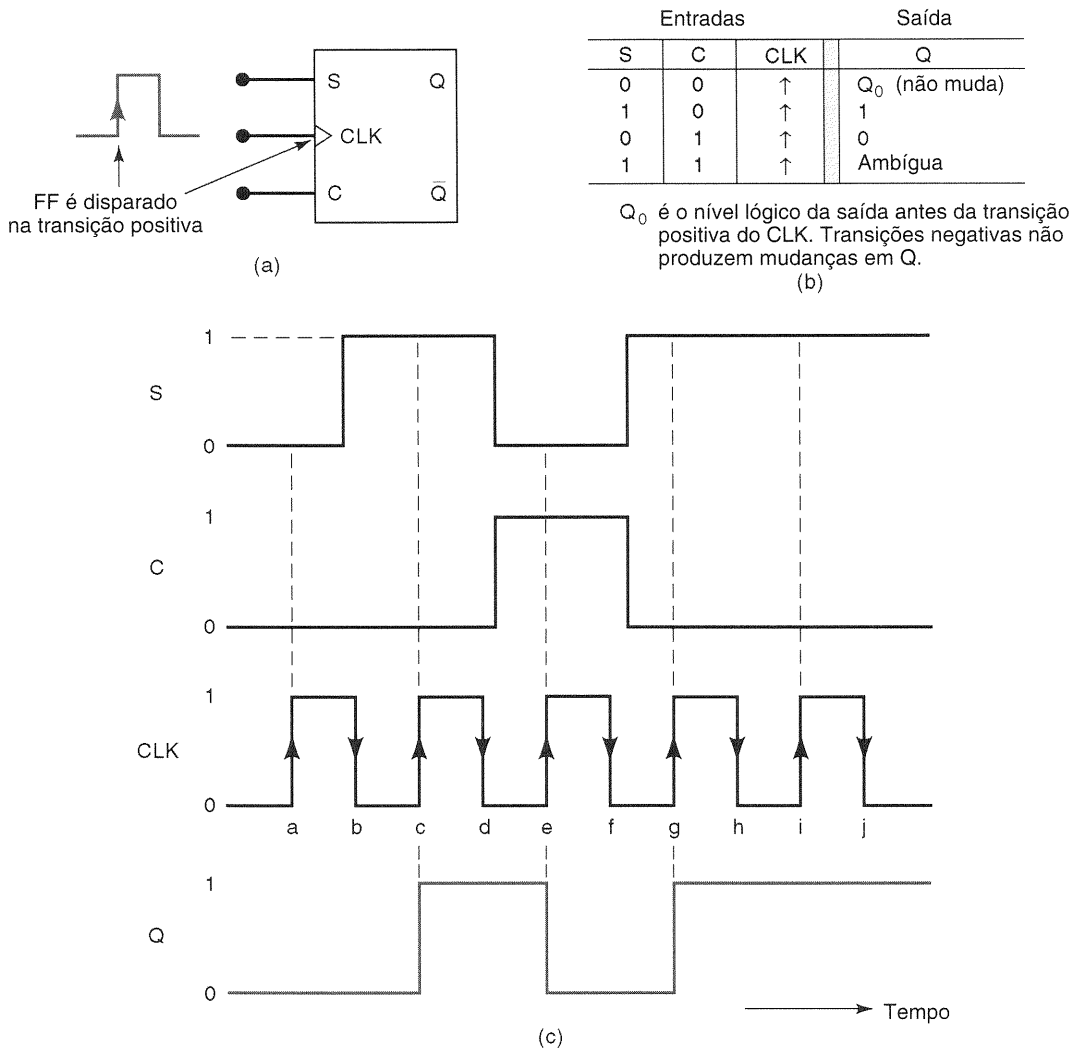 S Q
CLK
C Q̅
FF é disparado
na transição positiva
(a)
Entradas Saída
S C CLK Q
0 0 ↑ Q₀ (não muda)
1 0 ↑ 1
0 1 ↑ 0
1 1 ↑ Ambígua
Q₀ é o nível lógico da saída antes da transição
positiva do CLK. Transições negativas não
produzem mudanças em Q.
(b)
1
S
0
1
C
0
1
CLK
0
a b c d e f g h i j
1
Q
0
Tempo
(c)